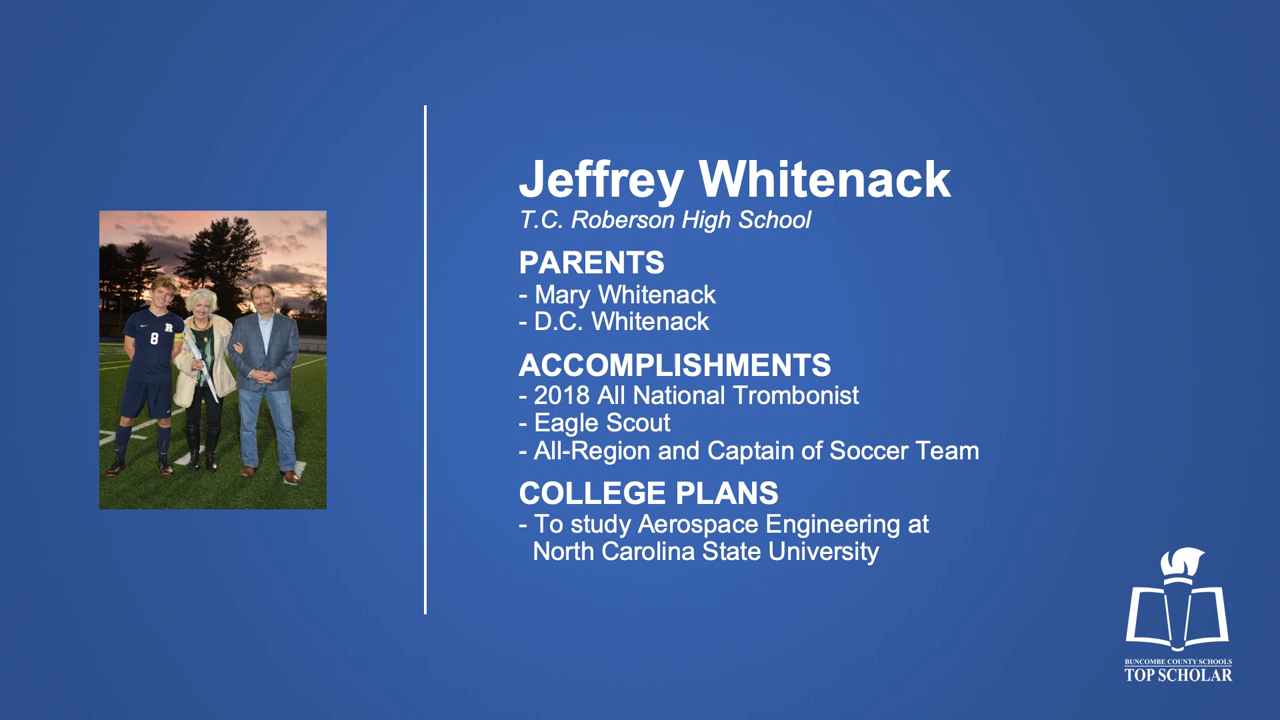 Jeffrey Whitenack
T.C. Roberson High School
PARENTS
- Mary Whitenack
- D.C. Whitenack
ACCOMPLISHMENTS
- 2018 All National Trombonist
- Eagle Scout
- All-Region and Captain of Soccer Team
COLLEGE PLANS
- To study Aerospace Engineering at
North Carolina State University
R
8
BUNCOMBE COUNTY SCHOOLS
TOP SCHOLAR